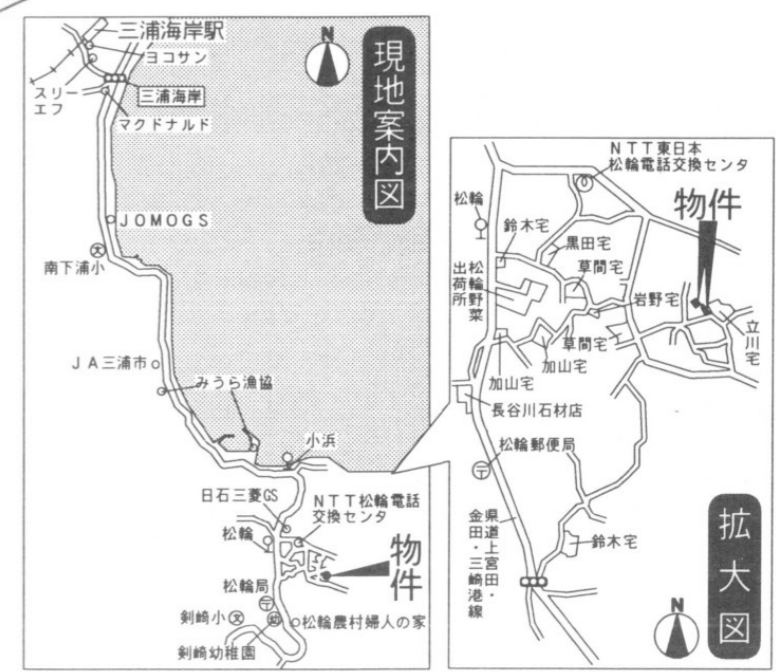 三浦海岸駅
ヨコサン
スリー
エフ
三浦海岸
マクドナルド
N
現地案内図
JOMOGS
文
南下浦小
JA三浦市
みうら漁協
小浜
日石三菱GS
NTT松輪電話
交換センタ
松輪
物件
松輪局
〒
剣崎小
文
幼
松輪農村婦人の家
剣崎幼稚園
NTT東日本
松輪電話交換センタ
松輪
物件
鈴木宅
黒田宅
草間宅
松輪野菜
出荷所
岩野宅
立川宅
草間宅
加山宅
加山宅
長谷川石材店
松輪郵便局
〒
県道上宮田・
金田・三崎港線
鈴木宅
拡大図
N